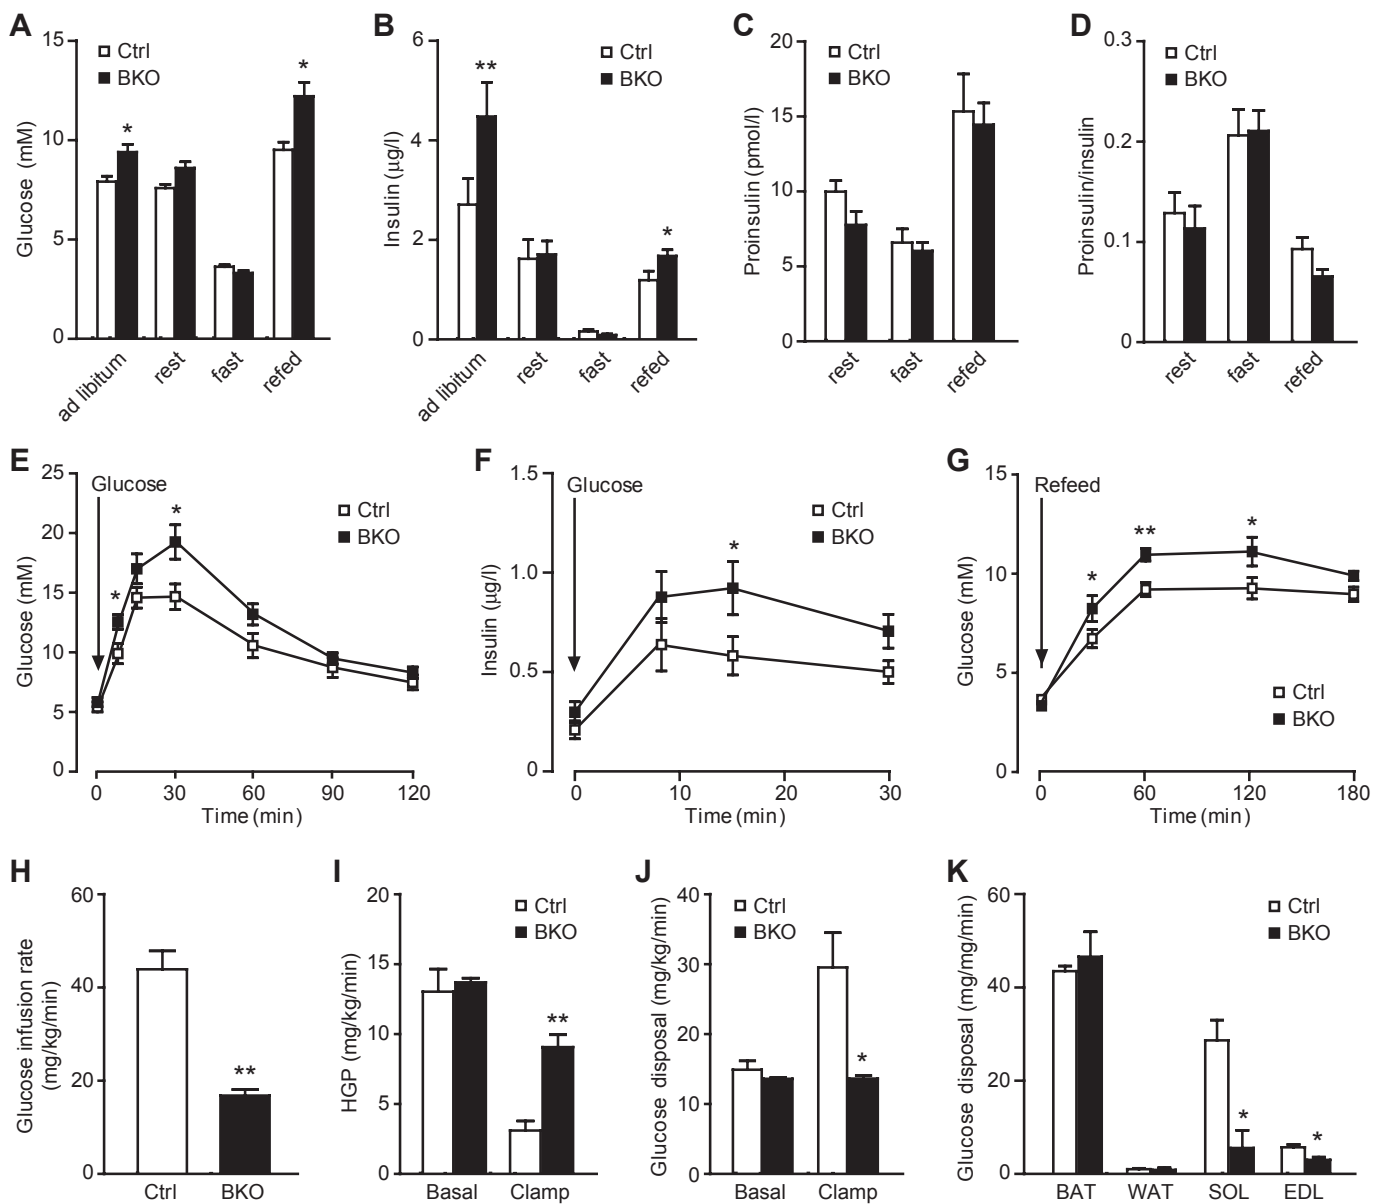 A
Glucose (mM)
15
10
5
0
Ctrl
BKO
*
*
ad libitum
rest
fast
refed
B
Insulin (µg/l)
6
4
2
0
Ctrl
BKO
**
*
ad libitum
rest
fast
refed
C
Proinsulin (pmol/l)
20
15
10
5
0
Ctrl
BKO
rest
fast
refed
D
Proinsulin/insulin
0.3
0.2
0.1
0
Ctrl
BKO
rest
fast
refed
E
Glucose (mM)
25
20
15
10
5
0
Glucose
Ctrl
BKO
*
*
0 30 60 90 120
Time (min)
F
Insulin (µg/l)
1.5
1.0
0.5
0
Glucose
Ctrl
BKO
*
0 10 20 30
Time (min)
G
Glucose (mM)
15
10
5
0
Refeed
**
*
*
Ctrl
BKO
0 60 120 180
Time (min)
H
Glucose infusion rate
(mg/kg/min)
60
40
20
0
**
Ctrl BKO
I
HGP (mg/kg/min)
20
15
10
5
0
Ctrl
BKO
**
Basal Clamp
J
Glucose disposal (mg/kg/min)
40
30
20
10
0
Ctrl
BKO
*
Basal Clamp
K
Glucose disposal (mg/mg/min)
60
40
20
0
Ctrl
BKO
*
*
BAT WAT SOL EDL